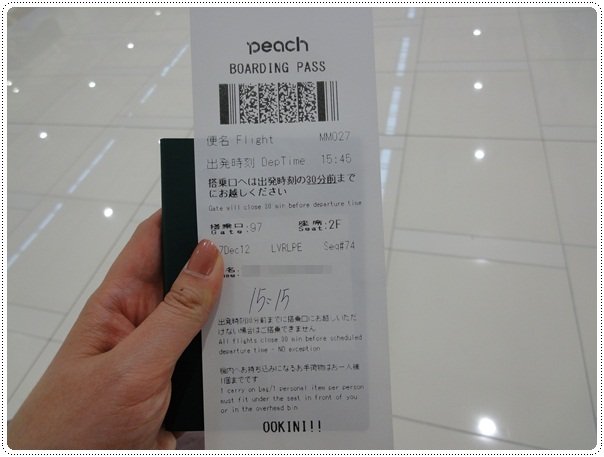 peach
BOARDING PASS
便名 Flight MM027
出発時刻 DepTime 15:45
搭乗口へは出発時刻の30分前まで
にお越しください
Gate will close 30 min before departure time
搭乗口 座席
Gate:97 Seat:2F
7Dec12 LVRLPE Seq#74
名:
15:15
出発時刻30分前までに搭乗口にお越しいただ
けない場合はご搭乗できません
All flights close 30 min before scheduled
departure time - NO exception
機内へお持ち込みになるお手荷物はお一人様
1個までです
1 carry on bag/1 personal item per person
must fit under the seat in front of you
or in the overhead bin
OOKINI!!